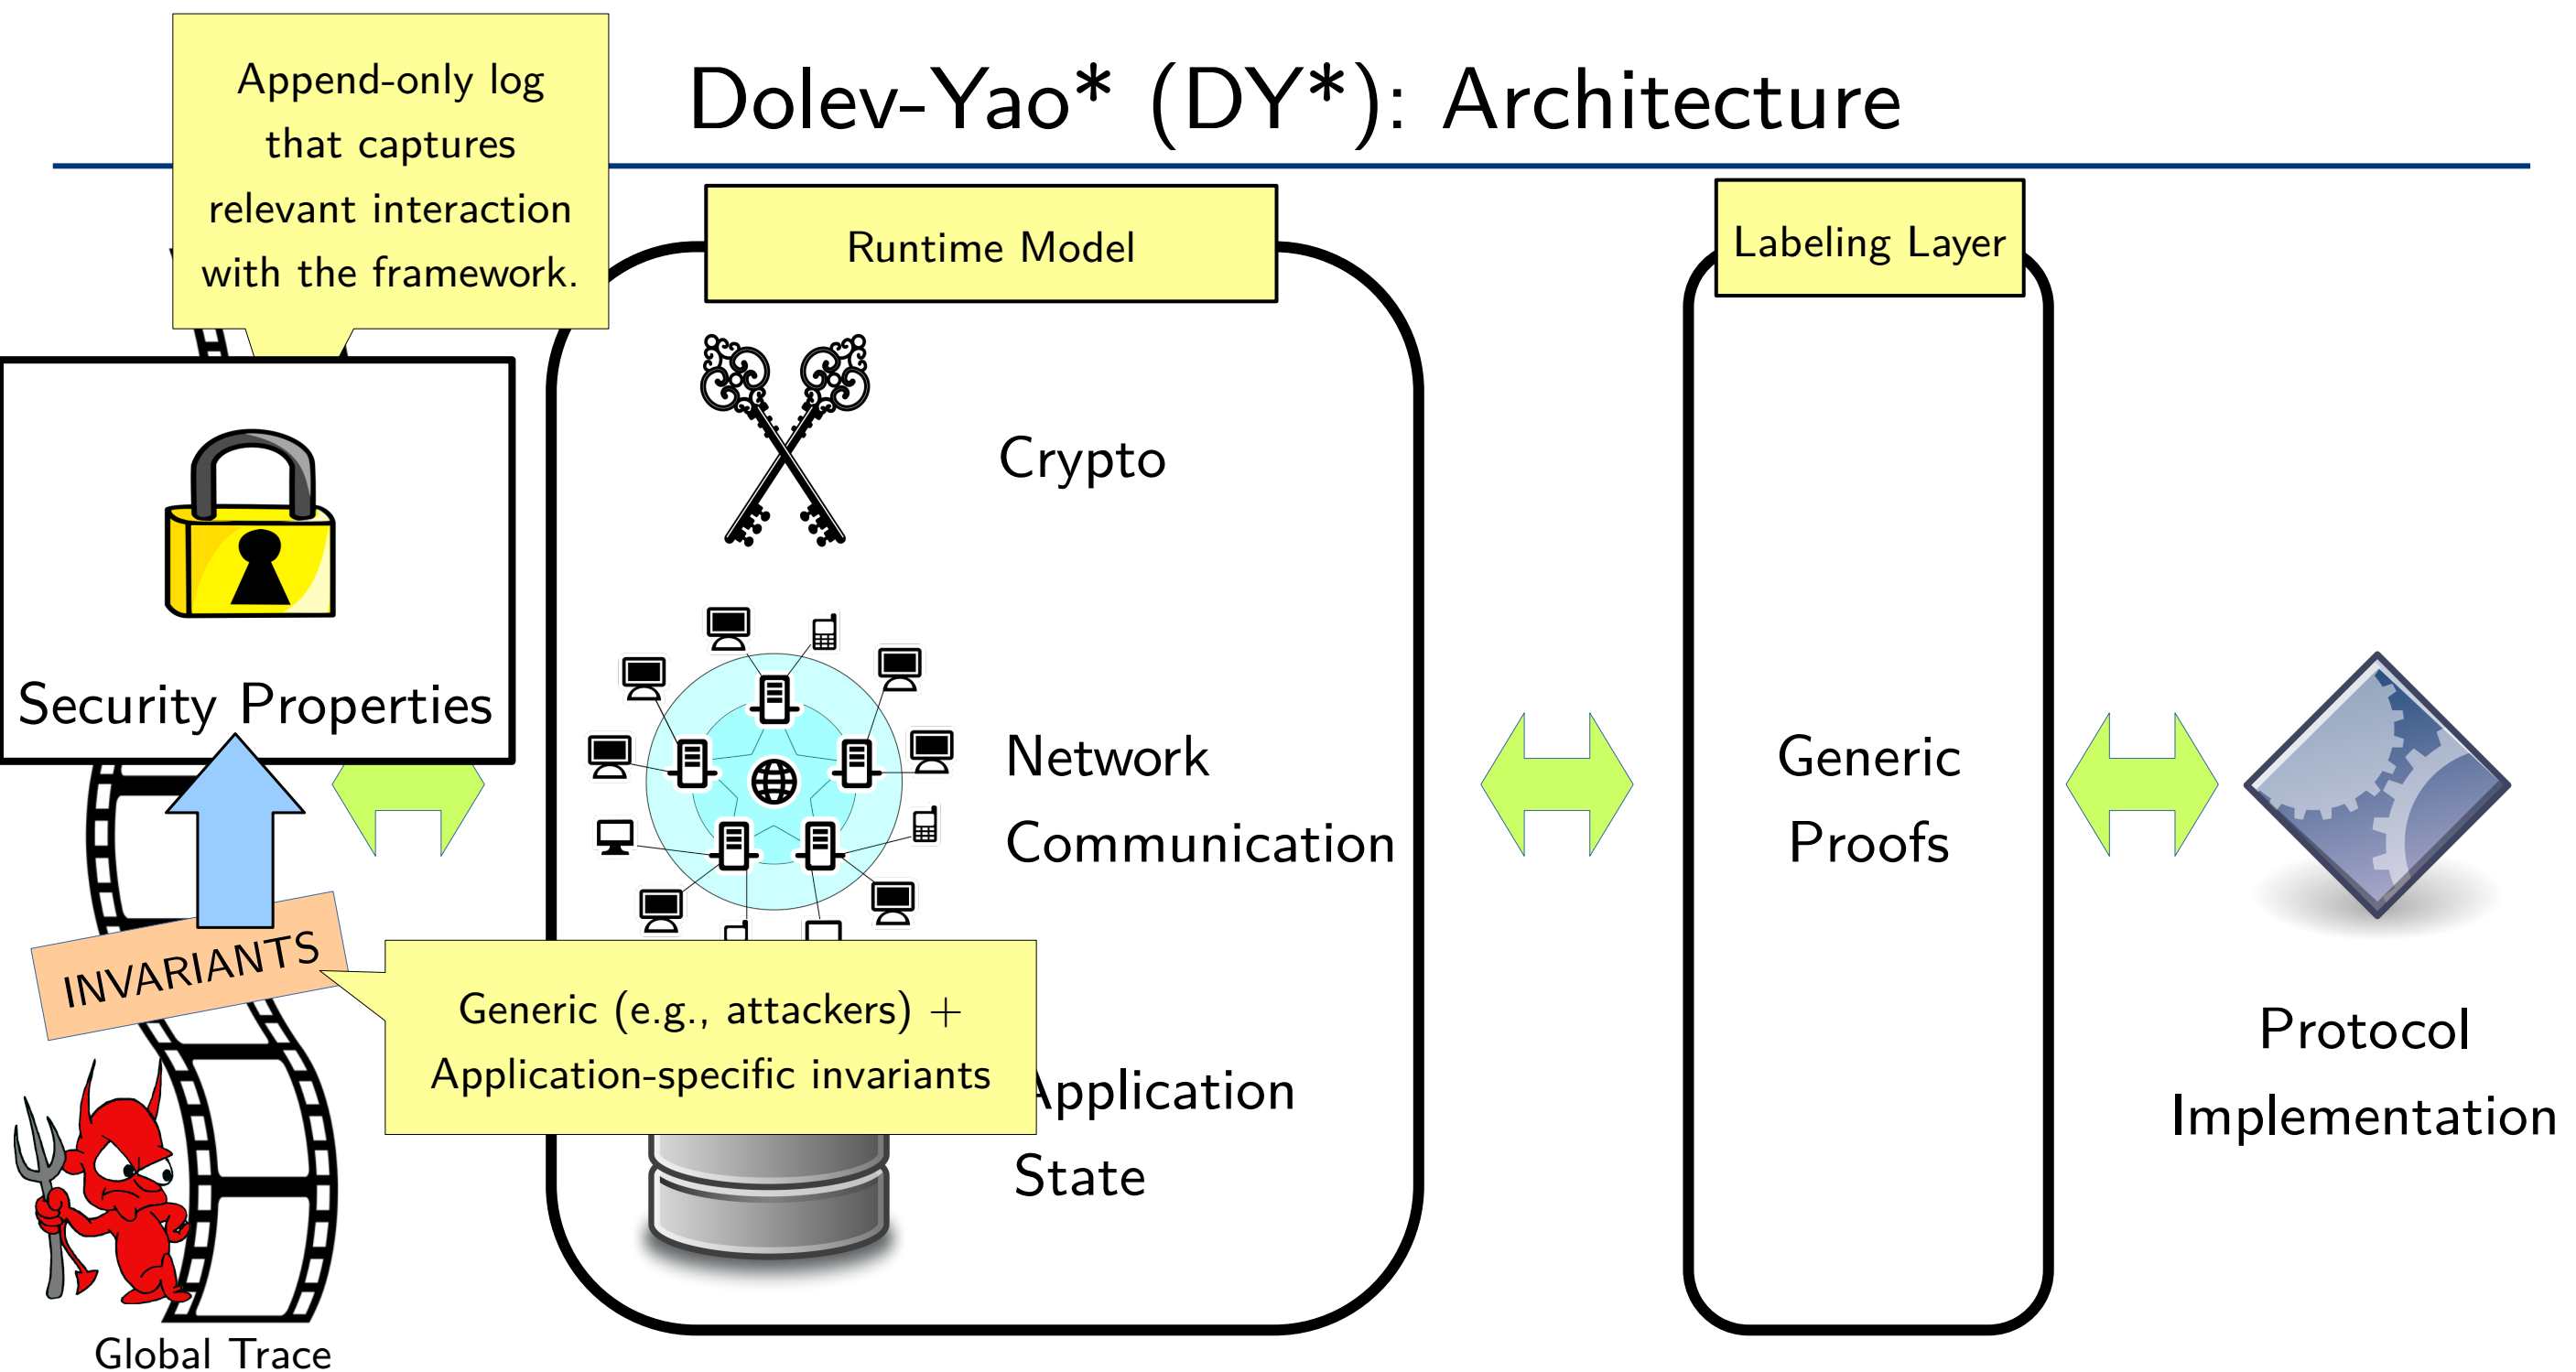 Dolev-Yao* (DY*): Architecture
Append-only log
that captures
relevant interaction
with the framework.
Runtime Model
Labeling Layer
Crypto
Security Properties
Network
Communication
Generic
Proofs
INVARIANTS
Generic (e.g., attackers) +
Application-specific invariants
Application
State
Protocol
Implementation
Global Trace